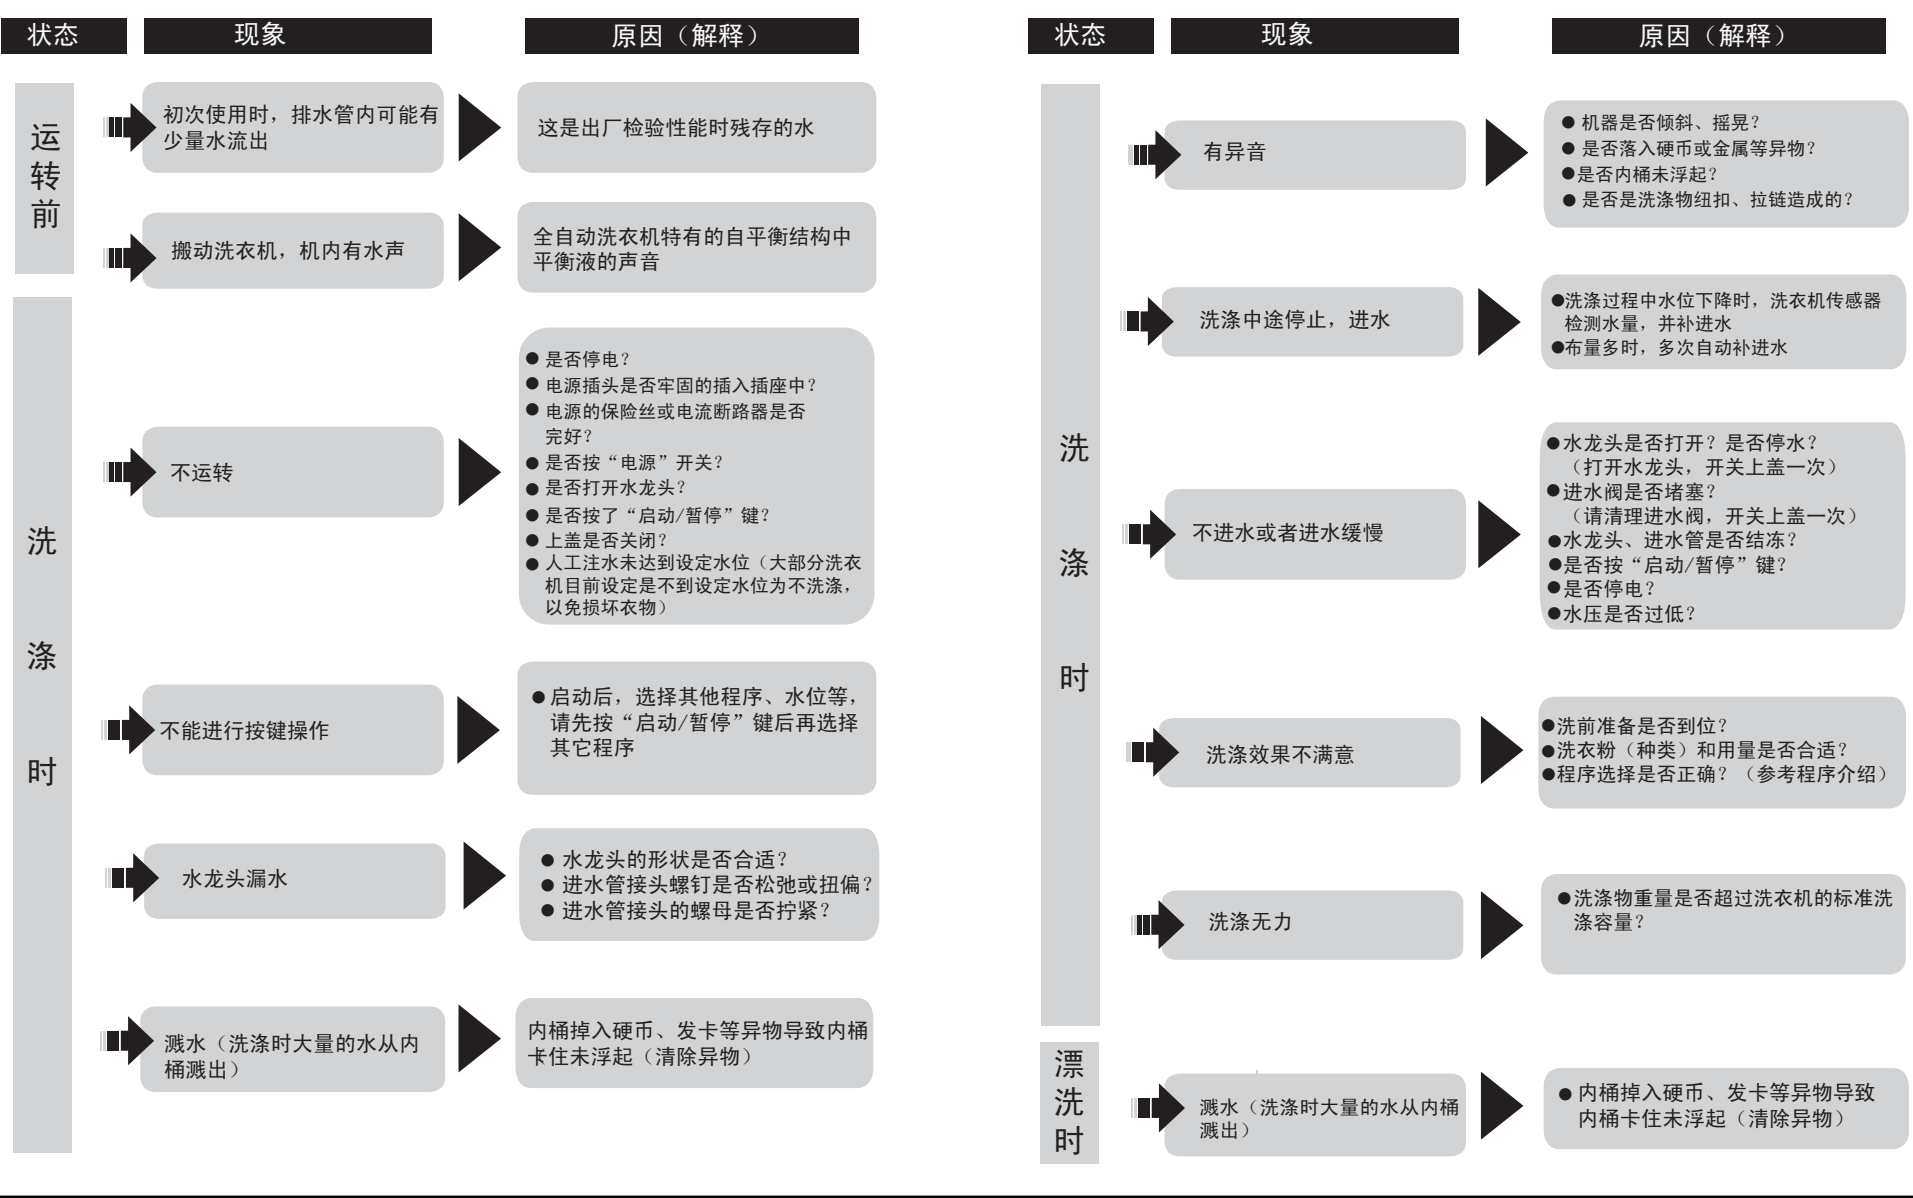 状态 现象 原因（解释）
运转前
初次使用时，排水管内可能有
少量水流出
这是出厂检验性能时残存的水
搬动洗衣机，机内有水声
全自动洗衣机特有的自平衡结构中
平衡液的声音
洗涤时
不运转
● 是否停电？
● 电源插头是否牢固的插入插座中？
● 电源的保险丝或电流断路器是否
完好？
● 是否按“电源”开关？
● 是否打开水龙头？
● 是否按了“启动/暂停”键？
● 上盖是否关闭？
● 人工注水未达到设定水位（大部分洗衣
机目前设定是不到设定水位为不洗涤，
以免损坏衣物）
不能进行按键操作
● 启动后，选择其他程序、水位等，
请先按“启动/暂停”键后再选择
其它程序
水龙头漏水
● 水龙头的形状是否合适？
● 进水管接头螺钉是否松弛或扭偏？
● 进水管接头的螺母是否拧紧？
溅水（洗涤时大量的水从内
桶溅出）
内桶掉入硬币、发卡等异物导致内桶
卡住未浮起（清除异物）
状态 现象 原因（解释）
洗涤时
有异音
● 机器是否倾斜、摇晃？
● 是否落入硬币或金属等异物？
●是否内桶未浮起？
● 是否是洗涤物纽扣、拉链造成的？
洗涤中途停止，进水
●洗涤过程中水位下降时，洗衣机传感器
检测水量，并补进水
●布量多时，多次自动补进水
不进水或者进水缓慢
●水龙头是否打开？是否停水？
（打开水龙头，开关上盖一次）
●进水阀是否堵塞？
（请清理进水阀，开关上盖一次）
●水龙头、进水管是否结冻？
●是否按“启动/暂停”键？
●是否停电？
●水压是否过低？
洗涤效果不满意
●洗前准备是否到位？
●洗衣粉（种类）和用量是否合适？
●程序选择是否正确？（参考程序介绍）
洗涤无力
●洗涤物重量是否超过洗衣机的标准洗
涤容量？
漂洗时
溅水（洗涤时大量的水从内桶
溅出）
● 内桶掉入硬币、发卡等异物导致
内桶卡住未浮起（清除异物）